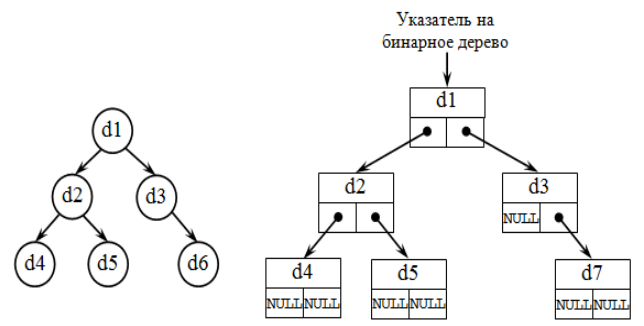 Указатель на
бинарное дерево
d1
d1
d2
d3
d2
d3
NULL
d4
d5
d6
d4
d5
d7
NULL NULL
NULL NULL
NULL NULL